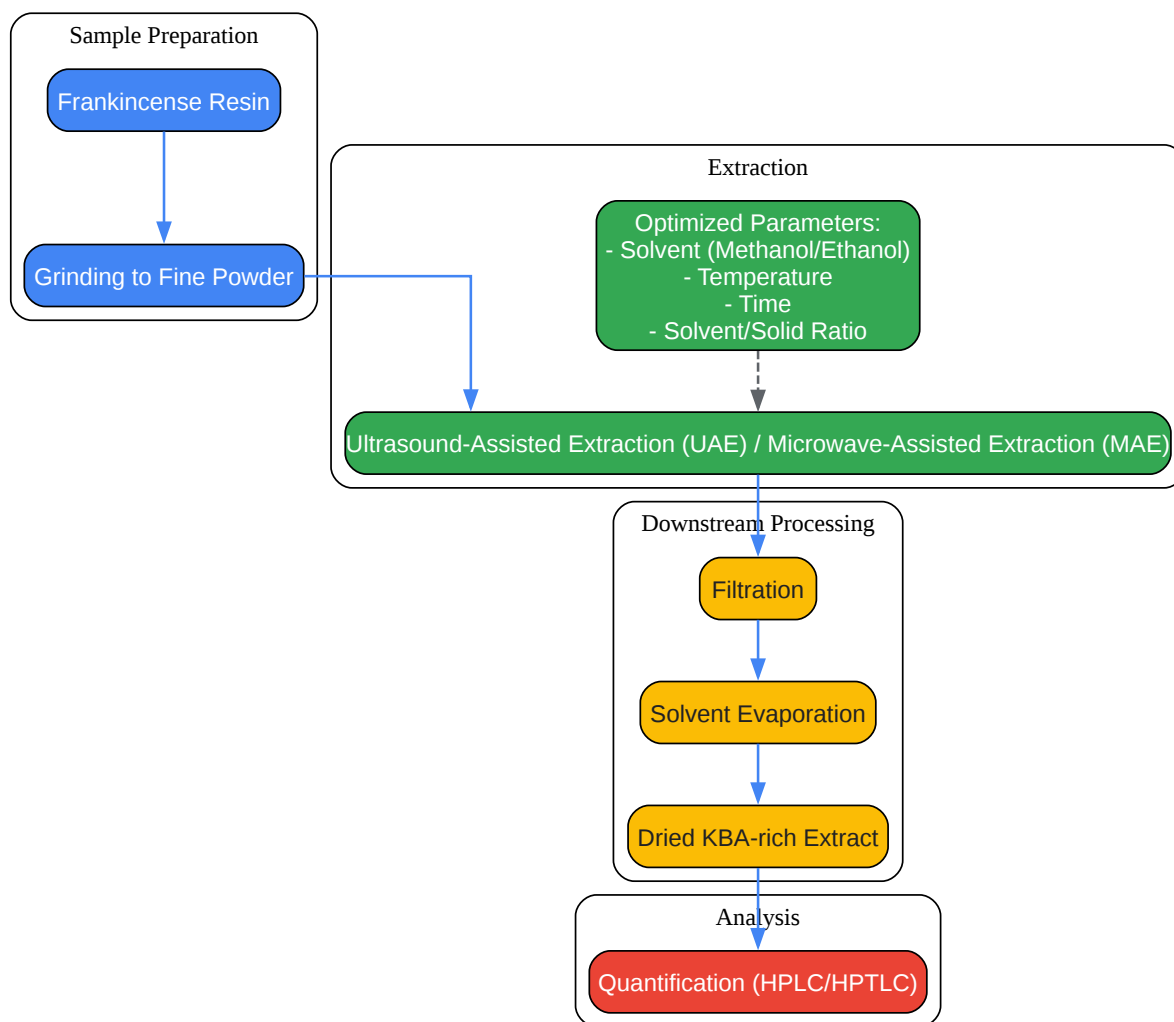 Sample Preparation
Frankincense Resin
Grinding to Fine Powder
Extraction
Optimized Parameters:
- Solvent (Methanol/Ethanol)
- Temperature
- Time
- Solvent/Solid Ratio
Ultrasound-Assisted Extraction (UAE) / Microwave-Assisted Extraction (MAE)
Downstream Processing
Filtration
Solvent Evaporation
Dried KBA-rich Extract
Analysis
Quantification (HPLC/HPTLC)